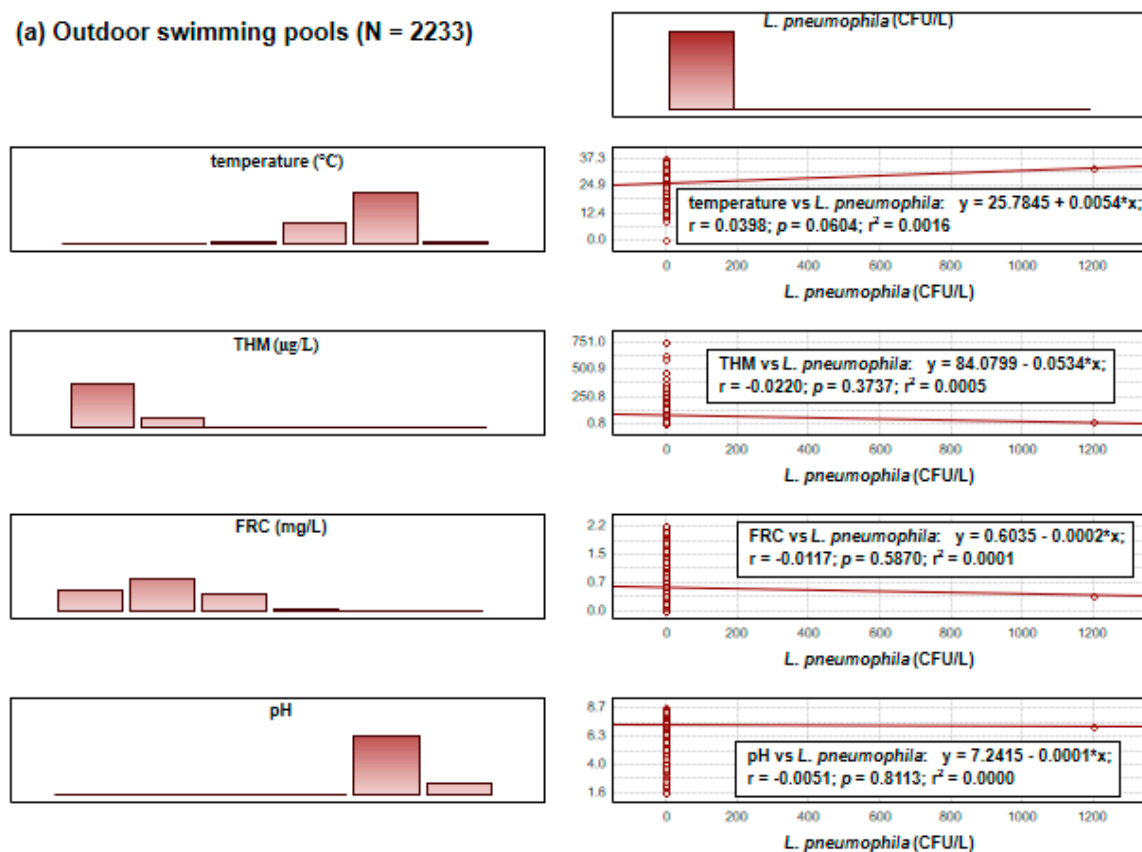 (a) Outdoor swimming pools (N = 2233)
L. pneumophila (CFU/L)
temperature (°C)
37.3
24.9
12.4
0.0
temperature vs L. pneumophila: y = 25.7845 + 0.0054*x;
r = 0.0398; p = 0.0604; r² = 0.0016
0 200 400 600 800 1000 1200
L. pneumophila (CFU/L)
THM (µg/L)
751.0
500.9
250.8
0.8
THM vs L. pneumophila: y = 84.0799 - 0.0534*x;
r = -0.0220; p = 0.3737; r² = 0.0005
0 200 400 600 800 1000 1200
L. pneumophila (CFU/L)
FRC (mg/L)
2.2
1.5
0.7
0.0
FRC vs L. pneumophila: y = 0.6035 - 0.0002*x;
r = -0.0117; p = 0.5870; r² = 0.0001
0 200 400 600 800 1000 1200
L. pneumophila (CFU/L)
pH
8.7
6.3
4.0
1.6
pH vs L. pneumophila: y = 7.2415 - 0.0001*x;
r = -0.0051; p = 0.8113; r² = 0.0000
0 200 400 600 800 1000 1200
L. pneumophila (CFU/L)